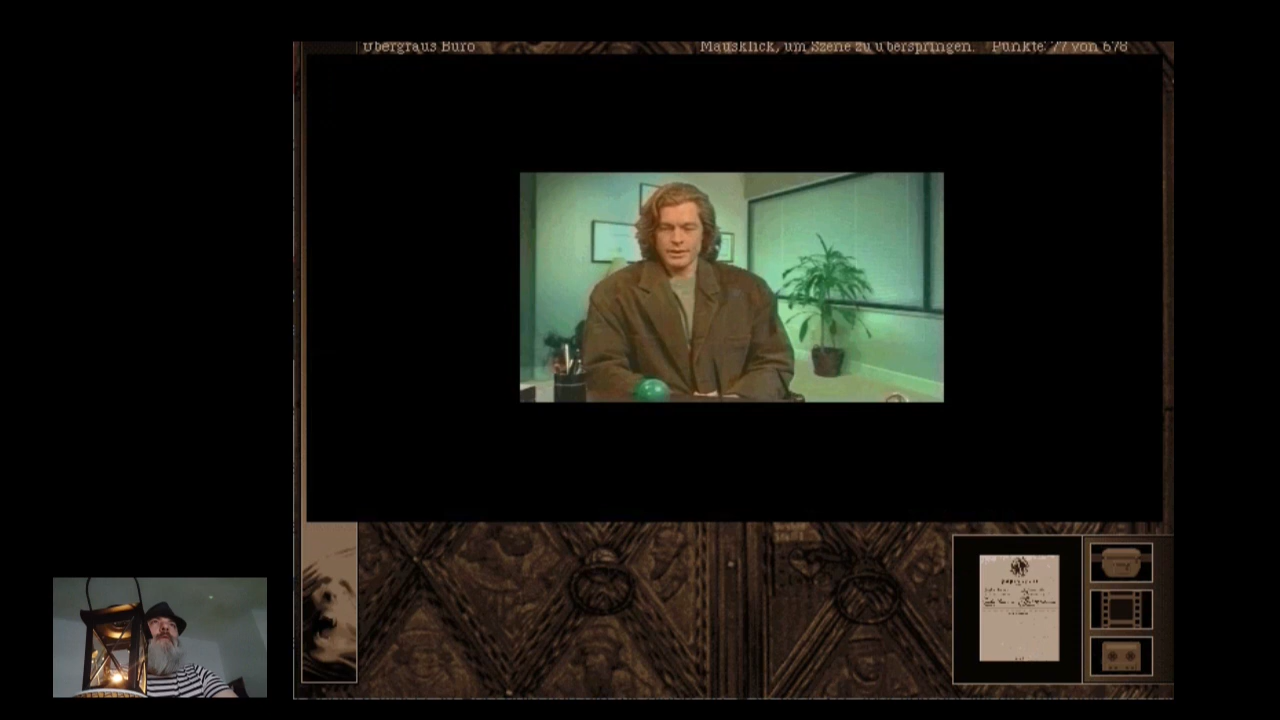 Übergraus Büro
Mausklick, um Szene zu überspringen.
Punkte: 77 von 678